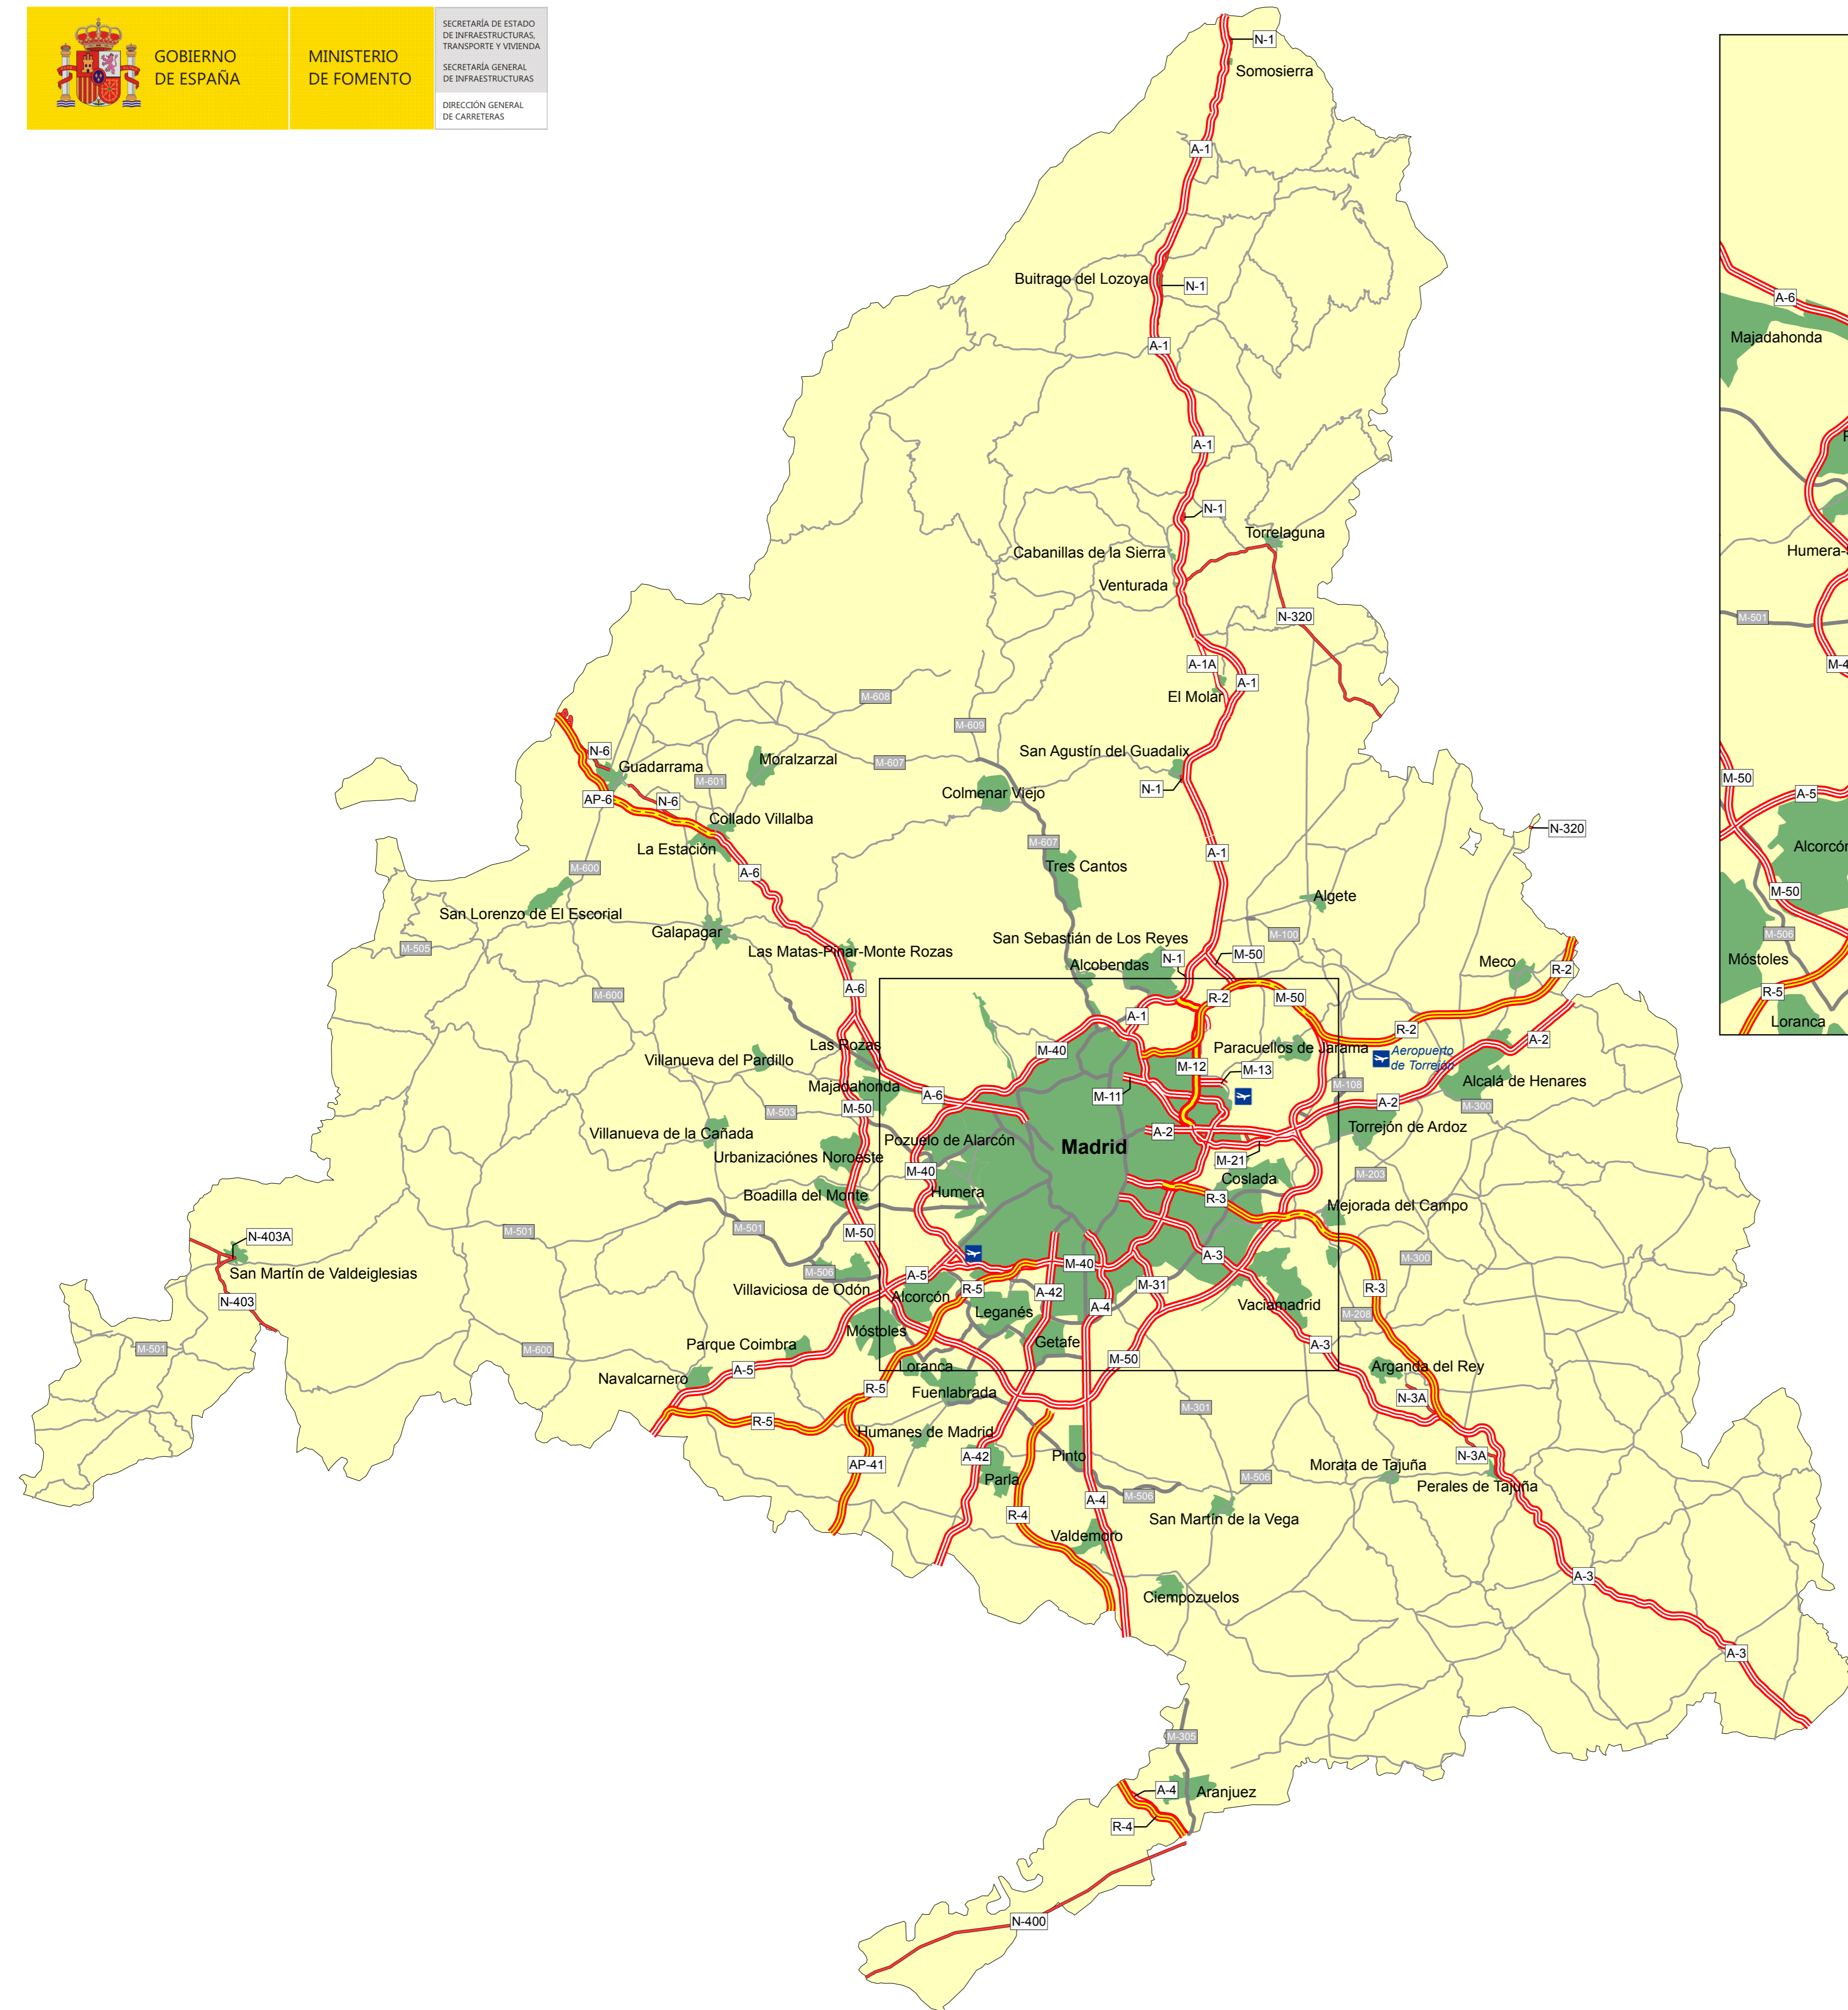 GOBIERNO
DE ESPAÑA
MINISTERIO
DE FOMENTO
SECRETARÍA DE ESTADO
DE INFRAESTRUCTURAS,
TRANSPORTE Y VIVIENDA
SECRETARÍA GENERAL
DE INFRAESTRUCTURAS
DIRECCIÓN GENERAL
DE CARRETERAS
N-1
Somosierra
A-1
Buitrago del Lozoya
N-1
A-1
A-1
N-1
Torrelaguna
Cabanillas de la Sierra
Venturada
N-320
A-1A
A-1
El Molar
M-608
M-609
N-6
Guadarrama
M-601
Moralzarzal
M-607
San Agustín del Guadalix
N-1
Colmenar Viejo
AP-6
N-6
Collado Villalba
La Estación
M-607
A-1
N-320
M-600
A-6
Tres Cantos
Algete
San Lorenzo de El Escorial
Galapagar
M-505
Las Matas-Pinar-Monte Rozas
San Sebastián de Los Reyes
M-100
Alcobendas
N-1
M-50
Meco
R-2
A-6
M-600
R-2
M-50
A-1
R-2
A-2
Las Rozas
M-40
Paracuellos de Jarama
Aeropuerto
de Torrejón
Villanueva del Pardillo
M-12
M-13
M-108
Alcalá de Henares
Majadahonda
A-6
M-11
M-50
M-503
A-2
M-300
Villanueva de la Cañada
Pozuelo de Alarcón
Madrid
A-2
Torrejón de Ardoz
Urbanizaciónes Noroeste
M-40
M-21
Coslada
M-203
Boadilla del Monte
Humera
R-3
Mejorada del Campo
N-403A
M-501
M-501
M-50
San Martín de Valdeiglesias
M-506
A-5
M-40
A-3
M-300
Villaviciosa de Odón
R-5
A-42
M-31
R-3
N-403
Alcorcón
Leganés
A-4
Vaciamadrid
M-208
Móstoles
Getafe
M-501
M-600
Parque Coimbra
A-3
Navalcarnero
A-5
Loranca
M-50
Arganda del Rey
R-5
Fuenlabrada
N-3A
M-301
R-5
Humanes de Madrid
Pinto
N-3A
AP-41
A-42
Parla
Morata de Tajuña
M-506
Perales de Tajuña
A-4
M-506
R-4
San Martín de la Vega
Valdemoro
A-3
Ciempozuelos
A-3
M-305
A-4
Aranjuez
R-4
N-400
A-6
Majadahonda
Humera-
M-501
M-50
A-5
Alcorcón
M-50
M-506
Móstoles
R-5
Loranca